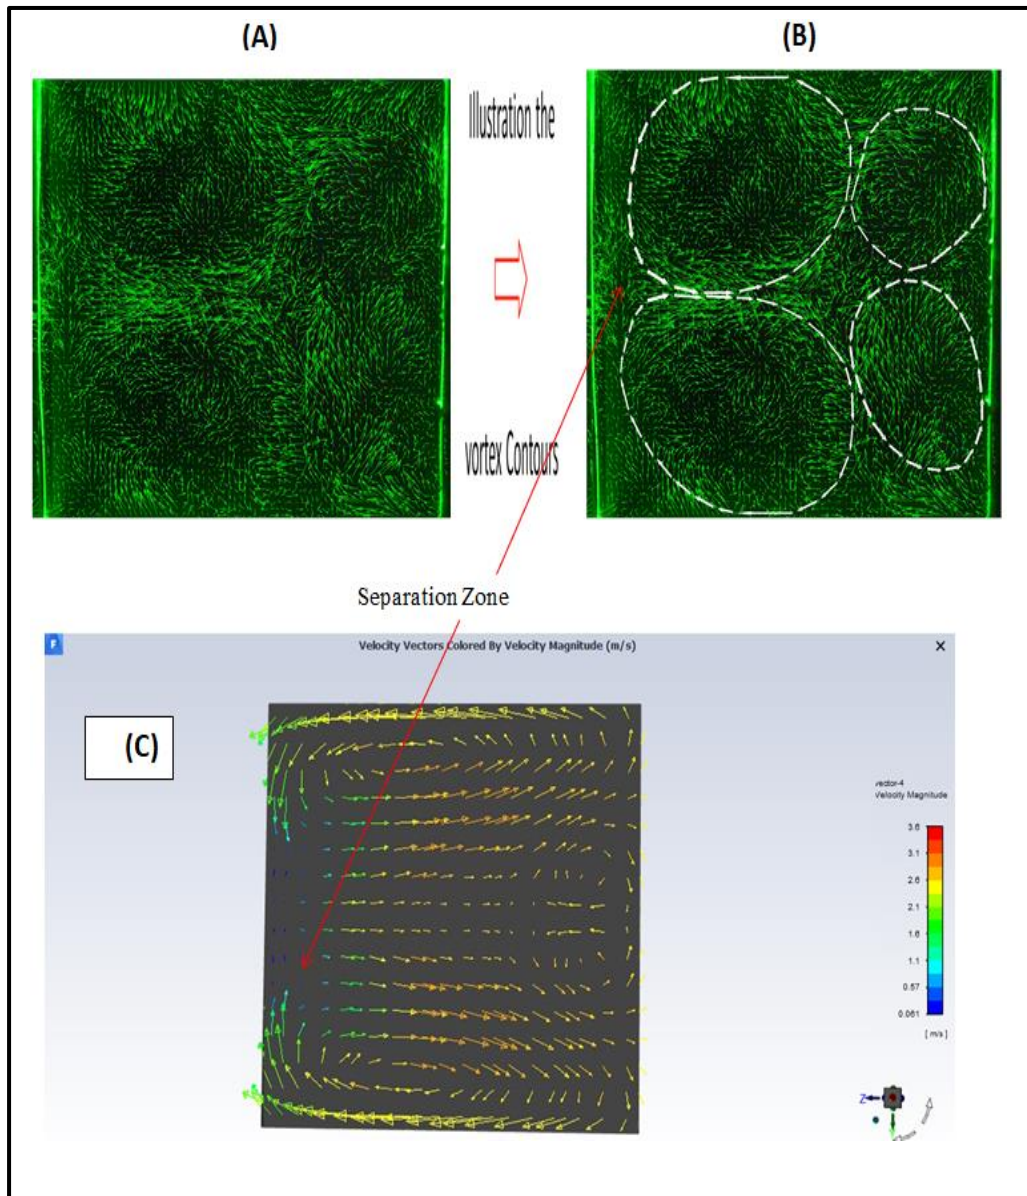 (A)
(B)
Illustration the
vortex Contours
Separation Zone
F
Velocity Vectors Colored By Velocity Magnitude (m/s)
X
(C)
vector-4
Velocity Magnitude
3.6
3.1
2.6
2.1
1.6
1.1
0.57
0.061
[ m/s ]
Z